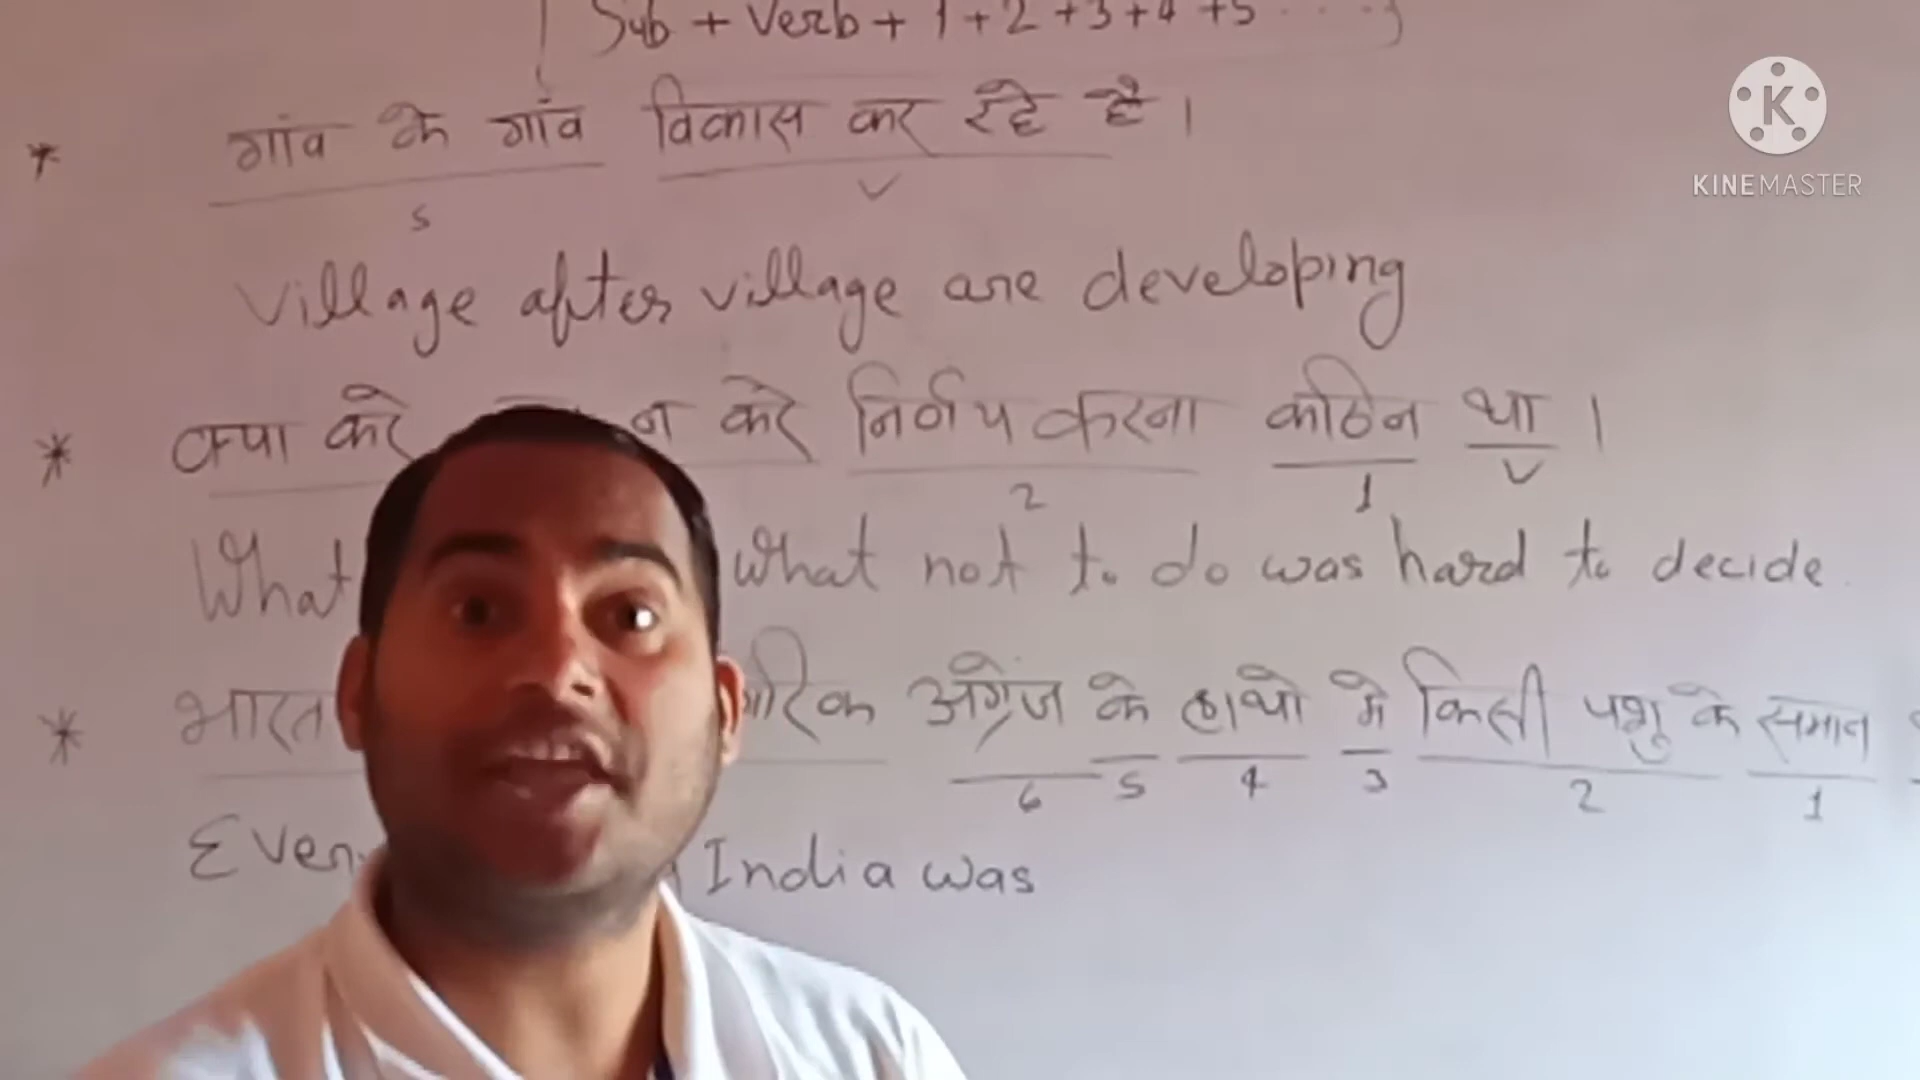 Sub + Verb + 1 + 2 + 3 + 4 + 5
* गांव के गांव विकास कर रहे है।
S V
village after village are developing
* क्या करे न करे निर्णय करना कठिन था।
2 1 V
What what not to do was hard to decide.
* भारत अंग्रेज के हाथो मे किसी पशु के समान
6 5 4 3 2 1
India was
K
KINEMASTER